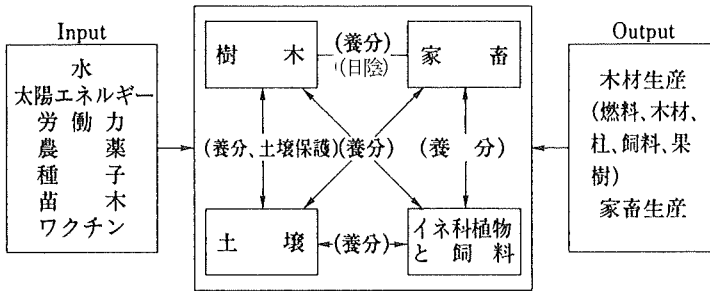 Input
水
太陽エネルギー
労働力
農薬
種子
苗木
ワクチン
樹木
(養分)
(日陰)
家畜
(養分、土壌保護)(養分)
(養分)
土壌
(養分)
イネ科植物
と飼料
Output
木材生産
(燃料、木材、
杜、飼料、果
樹)
家畜生産